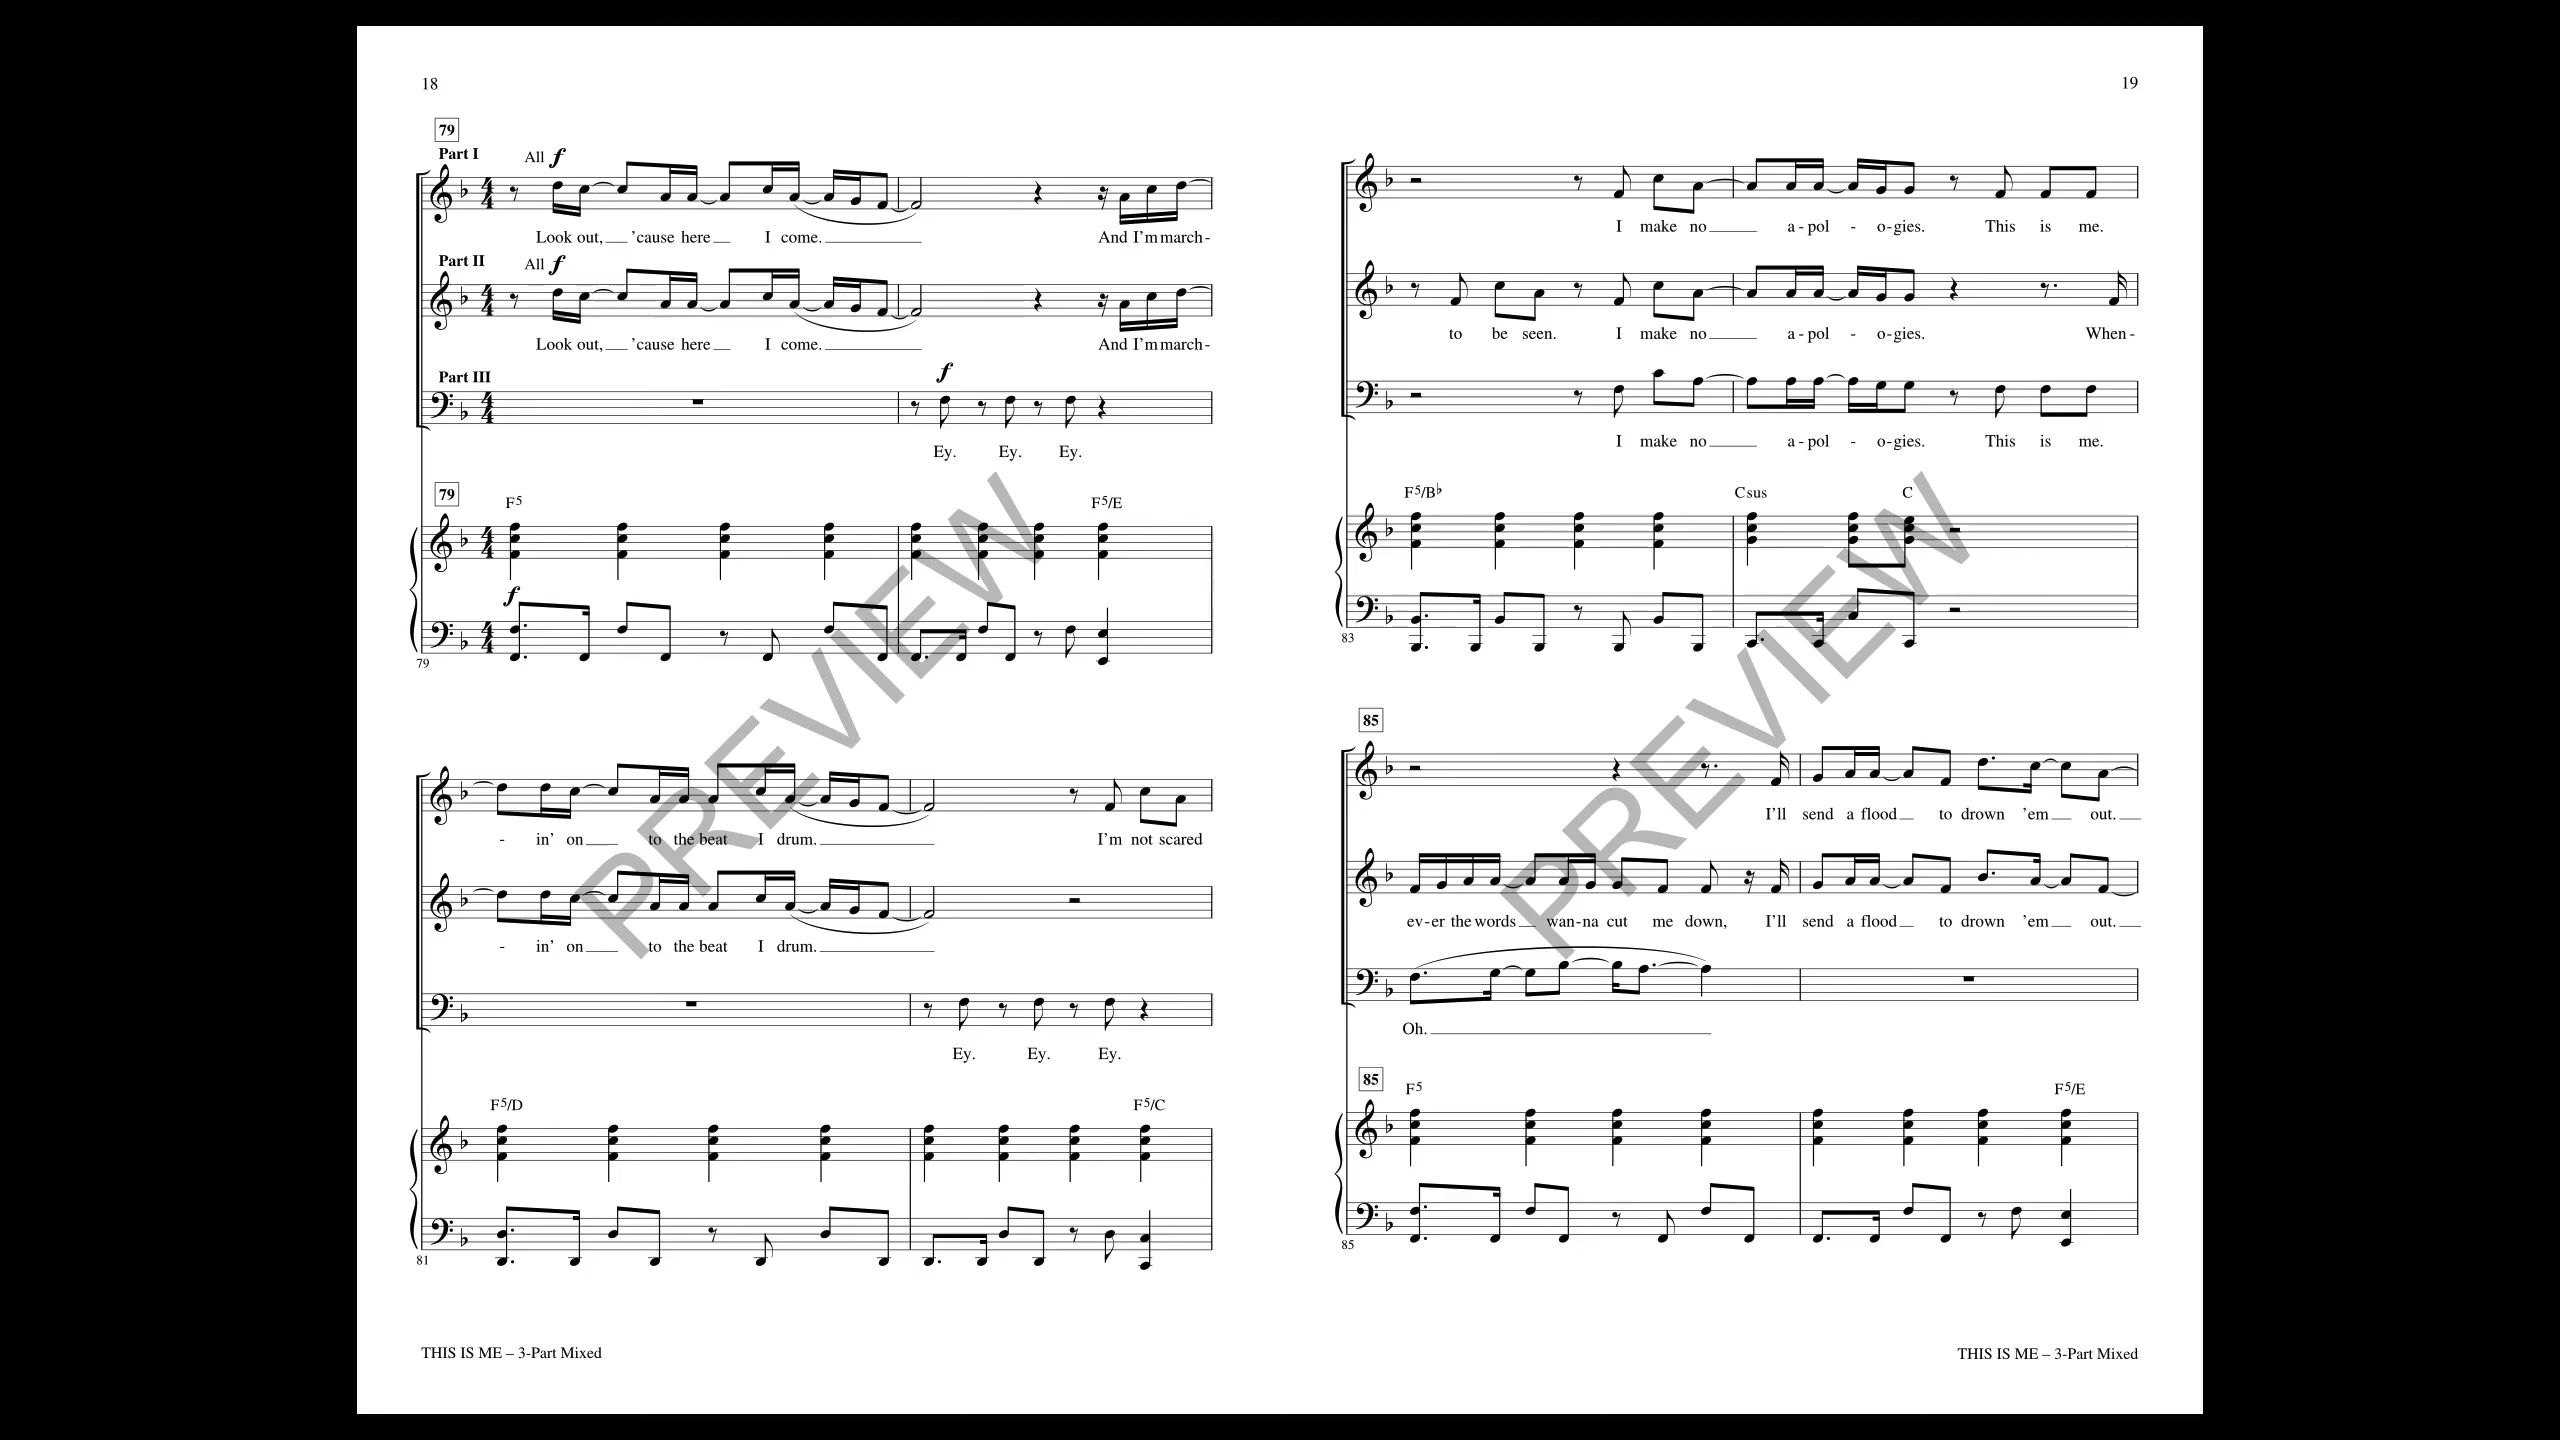 18
79
Part I
All f
Look out, 'cause here I come. And I'm march-
Part II
All f
Look out, 'cause here I come. And I'm march-
Part III
f
Ey. Ey. Ey.
79
F5 F5/E
f
79
- in' on to the beat I drum. I'm not scared
- in' on to the beat I drum.
Ey. Ey. Ey.
F5/D F5/C
81
THIS IS ME – 3-Part Mixed
PREVIEW
19
I make no a - pol - o - gies. This is me.
to be seen. I make no a - pol - o - gies. When -
I make no a - pol - o - gies. This is me.
F5/B♭ Csus C
83
85
I'll send a flood to drown 'em out.
ev - er the words wan - na cut me down, I'll send a flood to drown 'em out.
Oh.
85
F5 F5/E
85
THIS IS ME – 3-Part Mixed
PREVIEW